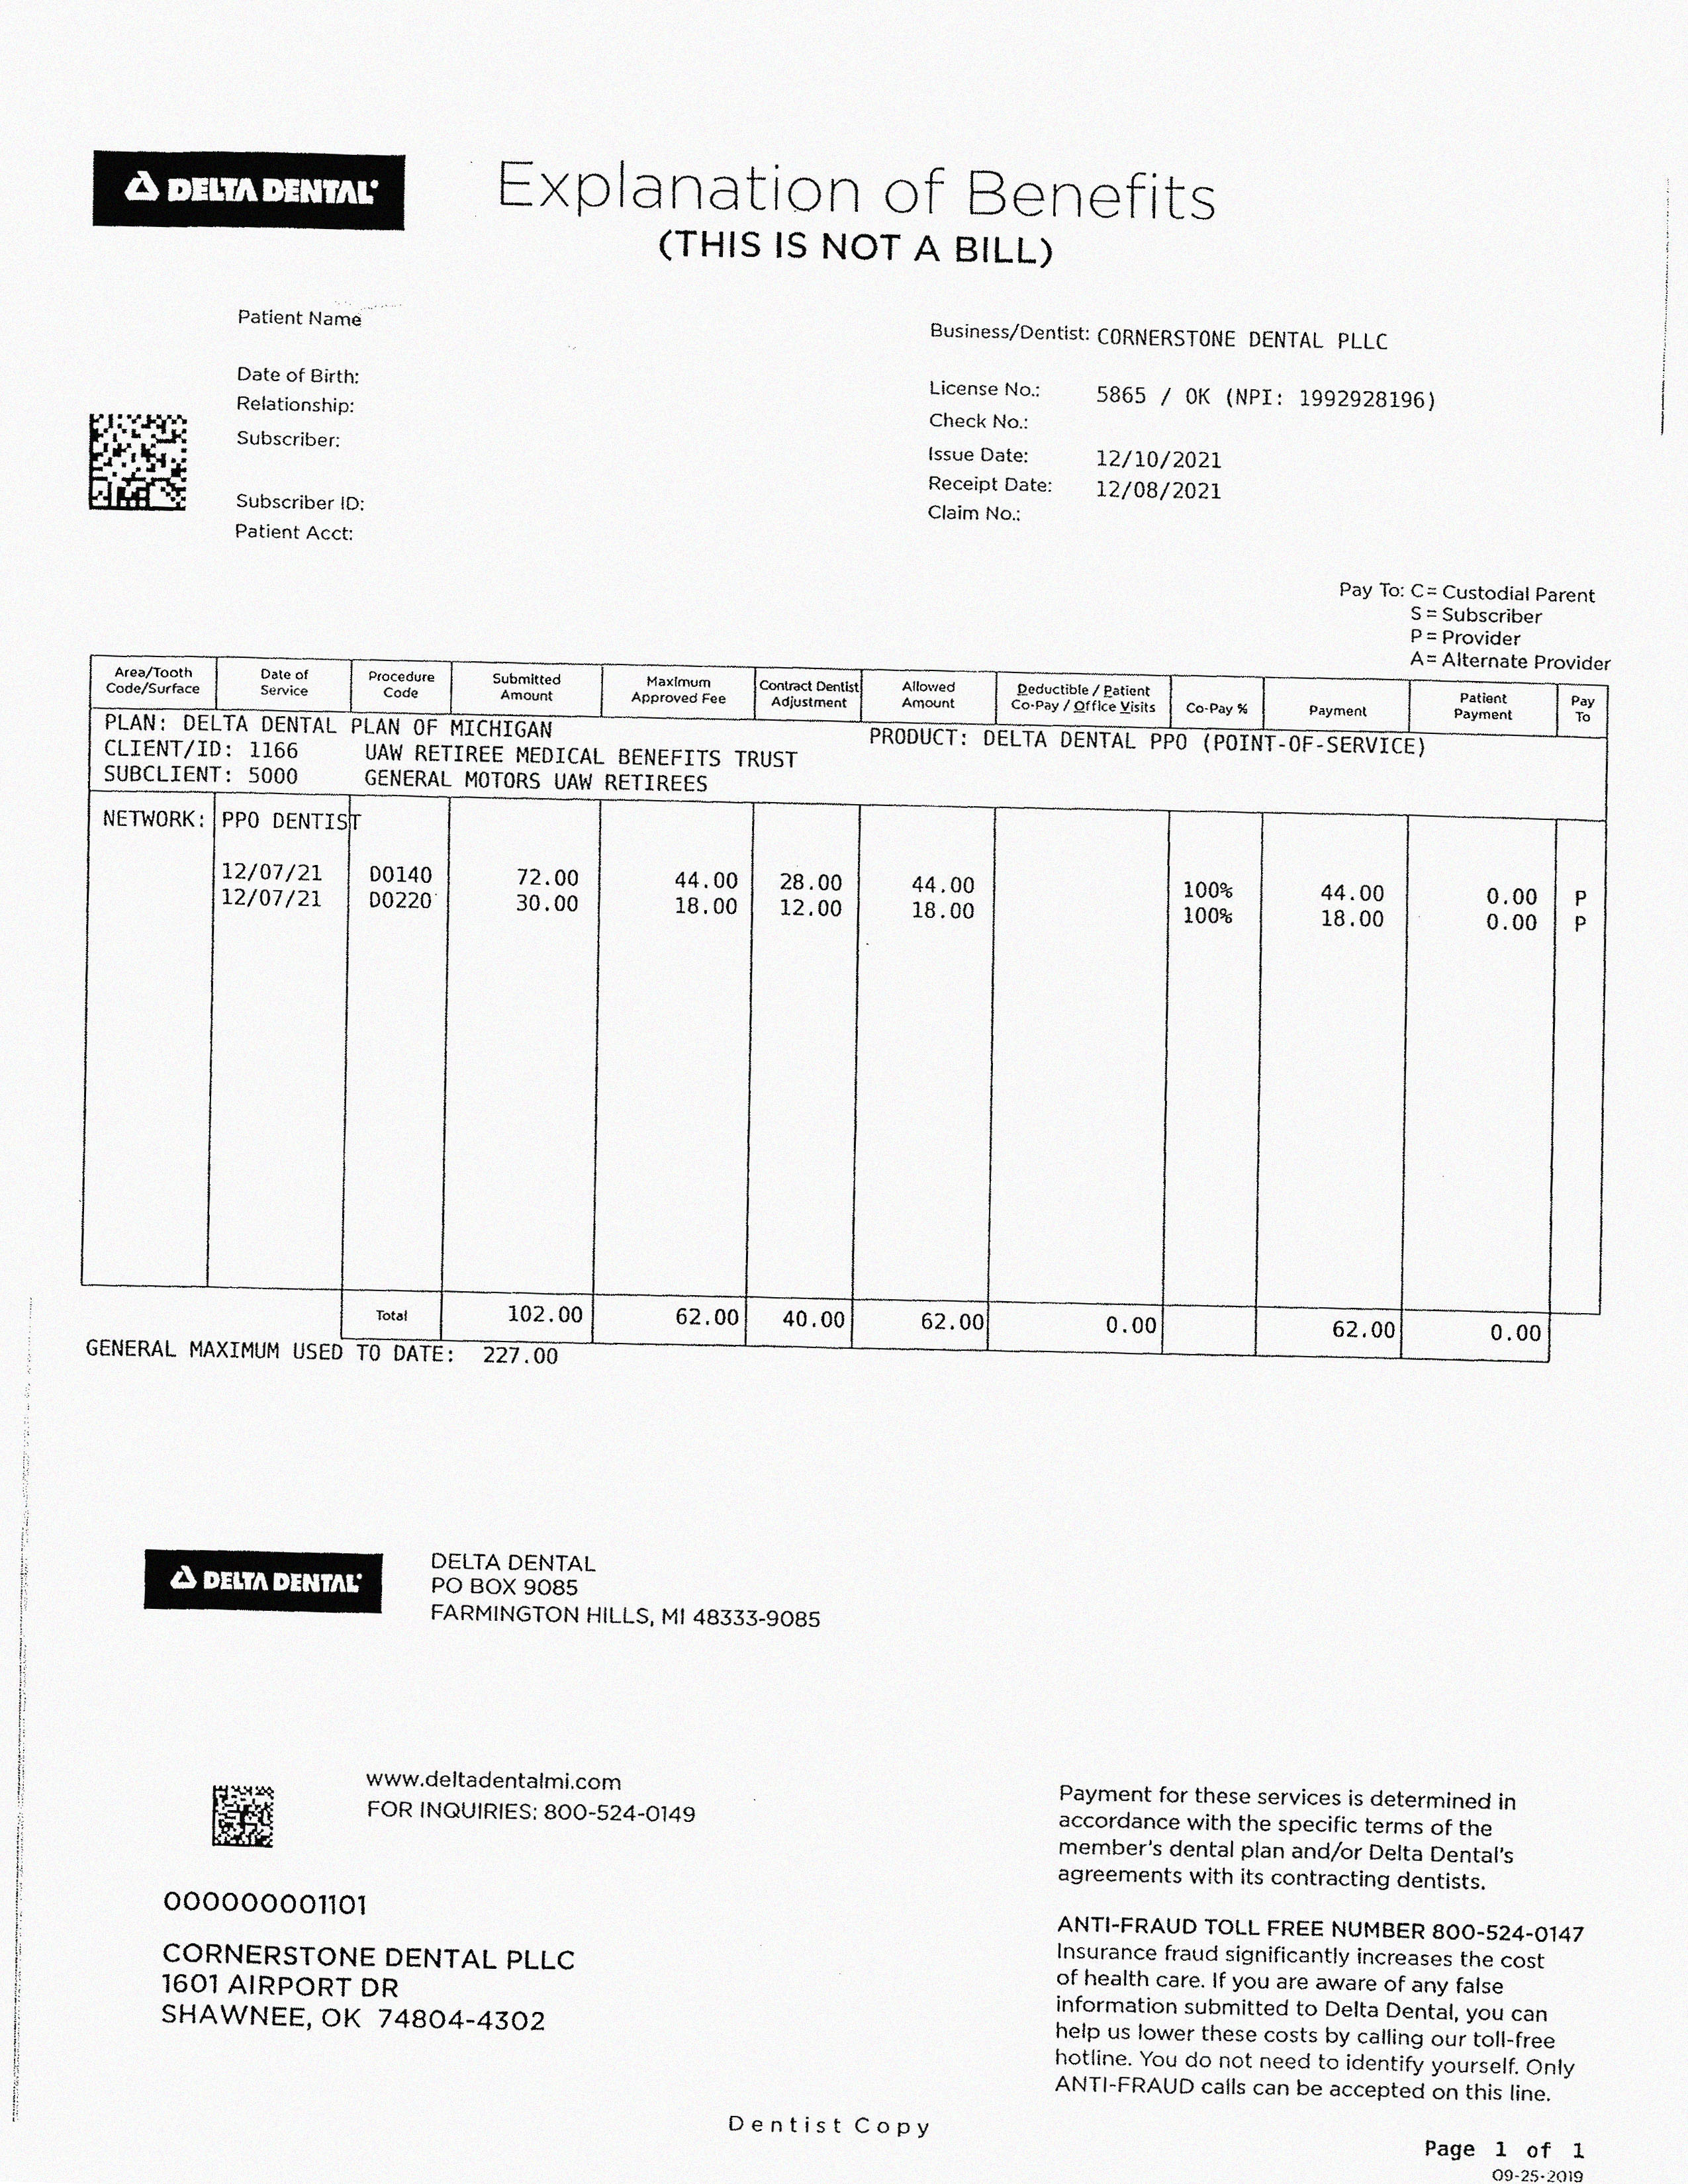 DELTA DENTAL
Explanation of Benefits
(THIS IS NOT A BILL)
Patient Name
Date of Birth:
Relationship:
Subscriber:
Subscriber ID:
Patient Acct:
Business/Dentist: CORNERSTONE DENTAL PLLC
License No.: 5865 / OK (NPI: 1992928196)
Check No.:
Issue Date: 12/10/2021
Receipt Date: 12/08/2021
Claim No.:
Pay To: C = Custodial Parent
S = Subscriber
P = Provider
A = Alternate Provider
Area/Tooth Code/Surface Date of Service Procedure Code Submitted Amount Maximum Approved Fee Contract Dentist Adjustment Allowed Amount Deductible / Patient Co-Pay / Office Visits Co-Pay % Payment Patient Payment Pay To
PLAN: DELTA DENTAL PLAN OF MICHIGAN PRODUCT: DELTA DENTAL PPO (POINT-OF-SERVICE)
CLIENT/ID: 1166 UAW RETIREE MEDICAL BENEFITS TRUST
SUBCLIENT: 5000 GENERAL MOTORS UAW RETIREES
NETWORK: PPO DENTIST
12/07/21 D0140 72.00 44.00 28.00 44.00 100% 44.00 0.00 P
12/07/21 D0220 30.00 18.00 12.00 18.00 100% 18.00 0.00 P
Total 102.00 62.00 40.00 62.00 0.00 62.00 0.00
GENERAL MAXIMUM USED TO DATE: 227.00
DELTA DENTAL
DELTA DENTAL
PO BOX 9085
FARMINGTON HILLS, MI 48333-9085
www.deltadentalmi.com
FOR INQUIRIES: 800-524-0149
000000001101
CORNERSTONE DENTAL PLLC
1601 AIRPORT DR
SHAWNEE, OK 74804-4302
Payment for these services is determined in
accordance with the specific terms of the
member's dental plan and/or Delta Dental's
agreements with its contracting dentists.
ANTI-FRAUD TOLL FREE NUMBER 800-524-0147
Insurance fraud significantly increases the cost
of health care. If you are aware of any false
information submitted to Delta Dental, you can
help us lower these costs by calling our toll-free
hotline. You do not need to identify yourself. Only
ANTI-FRAUD calls can be accepted on this line.
Dentist Copy
Page 1 of 1
09-25-2019